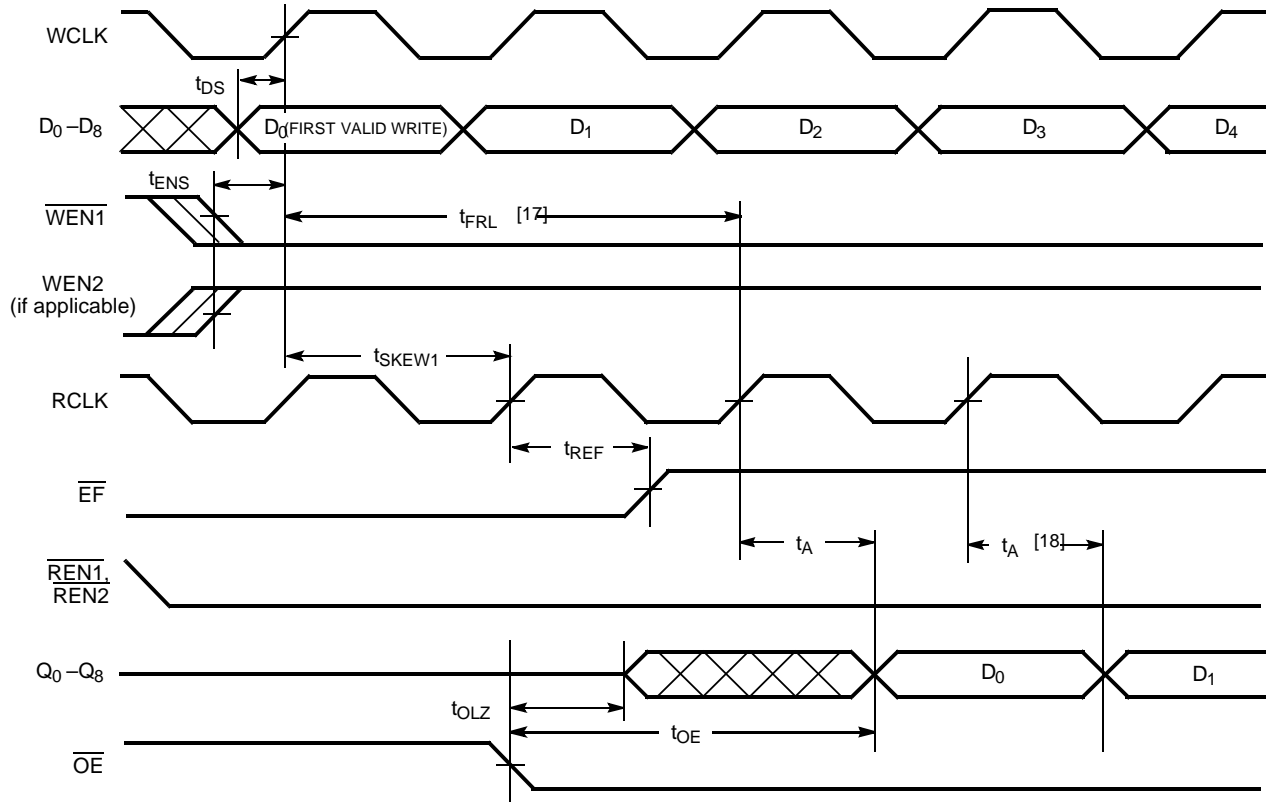 WCLK
tDS
D0 –D8
D0(FIRST VALID WRITE)
D1
D2
D3
D4
tENS
WEN1
tFRL [17]
WEN2
(if applicable)
tSKEW1
RCLK
tREF
EF
tA
tA [18]
REN1,
REN2
Q0 –Q8
D0
D1
tOLZ
tOE
OE